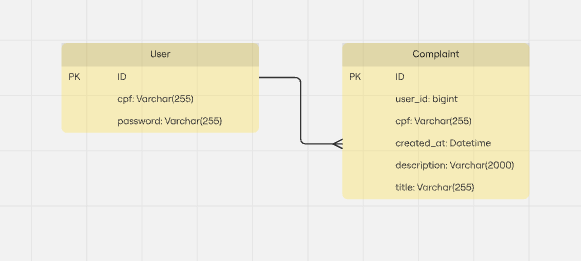 User
PK ID
cpf: Varchar(255)
password: Varchar(255)
Complaint
PK ID
user_id: bigint
cpf: Varchar(255)
created_at: Datetime
description: Varchar(2000)
title: Varchar(255)